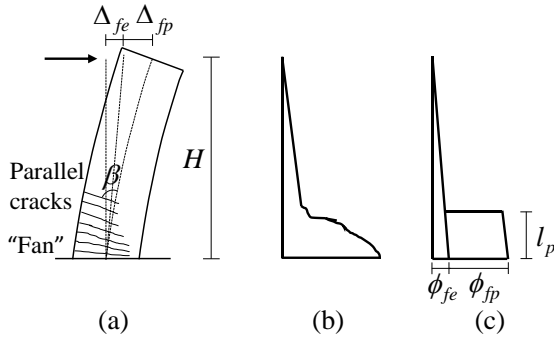 Δfe Δfp
H
β
Parallel
cracks
“Fan”
lp
ϕfe ϕfp
(a) (b) (c)